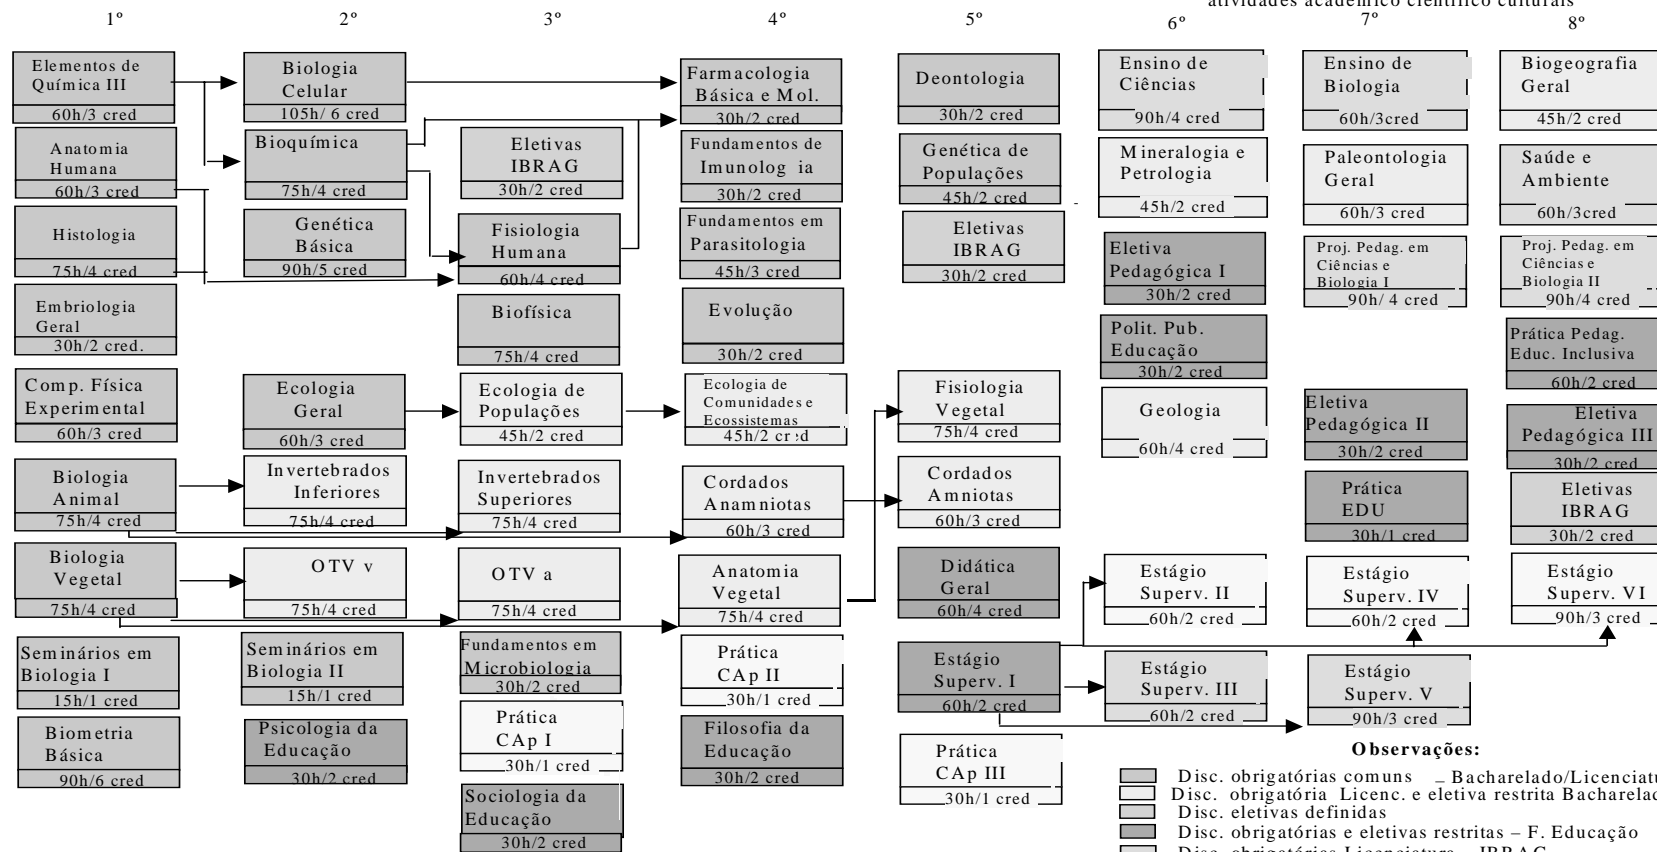 atividades acadêmico científico culturais
1º
2º
3º
4º
5º
6º
7º
8º
Elementos de
Química III
60h/3 cred
Anatomia
Humana
60h/3 cred
Histologia
75h/4 cred
Embriologia
Geral
30h/2 cred.
Comp. Física
Experimental
60h/3 cred
Biologia
Animal
75h/4 cred
Biologia
Vegetal
75h/4 cred
Seminários em
Biologia I
15h/1 cred
Biometria
Básica
90h/6 cred
Biologia
Celular
105h/ 6 cred
Bioquímica
75h/4 cred
Genética
Básica
90h/5 cred
Ecologia
Geral
60h/3 cred
Invertebrados
Inferiores
75h/4 cred
OTV v
75h/4 cred
Seminários em
Biologia II
15h/1 cred
Psicologia da
Educação
30h/2 cred
Eletivas
IBRAG
30h/2 cred
Fisiologia
Humana
60h/4 cred
Biofísica
75h/4 cred
Ecologia de
Populações
45h/2 cred
Invertebrados
Superiores
75h/4 cred
OTV a
75h/4 cred
Fundamentos em
Microbiologia
30h/2 cred
Prática
CAp I
30h/1 cred
Sociologia da
Educação
30h/2 cred
Farmacologia
Básica e Mol.
30h/2 cred
Fundamentos de
Imunolog ia
30h/2 cred
Fundamentos em
Parasitologia
45h/3 cred
Evolução
30h/2 cred
Ecologia de
Comunidades e
Ecossistemas
45h/2 cred
Cordados
Anamniotas
60h/3 cred
Anatomia
Vegetal
75h/4 cred
Prática
CAp II
30h/1 cred
Filosofia da
Educação
30h/2 cred
Deontologia
30h/2 cred
Genética de
Populações
45h/2 cred
Eletivas
IBRAG
30h/2 cred
Fisiologia
Vegetal
75h/4 cred
Cordados
Amniotas
60h/3 cred
Didática
Geral
60h/4 cred
Estágio
Superv. I
60h/2 cred
Prática
CAp III
30h/1 cred
Ensino de
Ciências
90h/4 cred
Mineralogia e
Petrologia
45h/2 cred
Eletiva
Pedagógica I
30h/2 cred
Polit. Pub.
Educação
30h/2 cred
Geologia
60h/4 cred
Estágio
Superv. II
60h/2 cred
Estágio
Superv. III
60h/2 cred
Ensino de
Biologia
60h/3cred
Paleontologia
Geral
60h/3 cred
Proj. Pedag. em
Ciências e
Biologia I
90h/ 4 cred
Eletiva
Pedagógica II
30h/2 cred
Prática
EDU
30h/1 cred
Estágio
Superv. IV
60h/2 cred
Estágio
Superv. V
90h/3 cred
Biogeografia
Geral
45h/2 cred
Saúde e
Ambiente
60h/3cred
Proj. Pedag. em
Ciências e
Biologia II
90h/4 cred
Prática Pedag.
Educ. Inclusiva
60h/2 cred
Eletiva
Pedagógica III
30h/2 cred
Eletivas
IBRAG
30h/2 cred
Estágio
Superv. VI
90h/3 cred
Observações:
Disc. obrigatórias comuns – Bacharelado/Licenciatu
Disc. obrigatória Licenc. e eletiva restrita Bacharelad
Disc. eletivas definidas
Disc. obrigatórias e eletivas restritas – F. Educação
Disc. obrigatórias Licenciatura – IBRAG